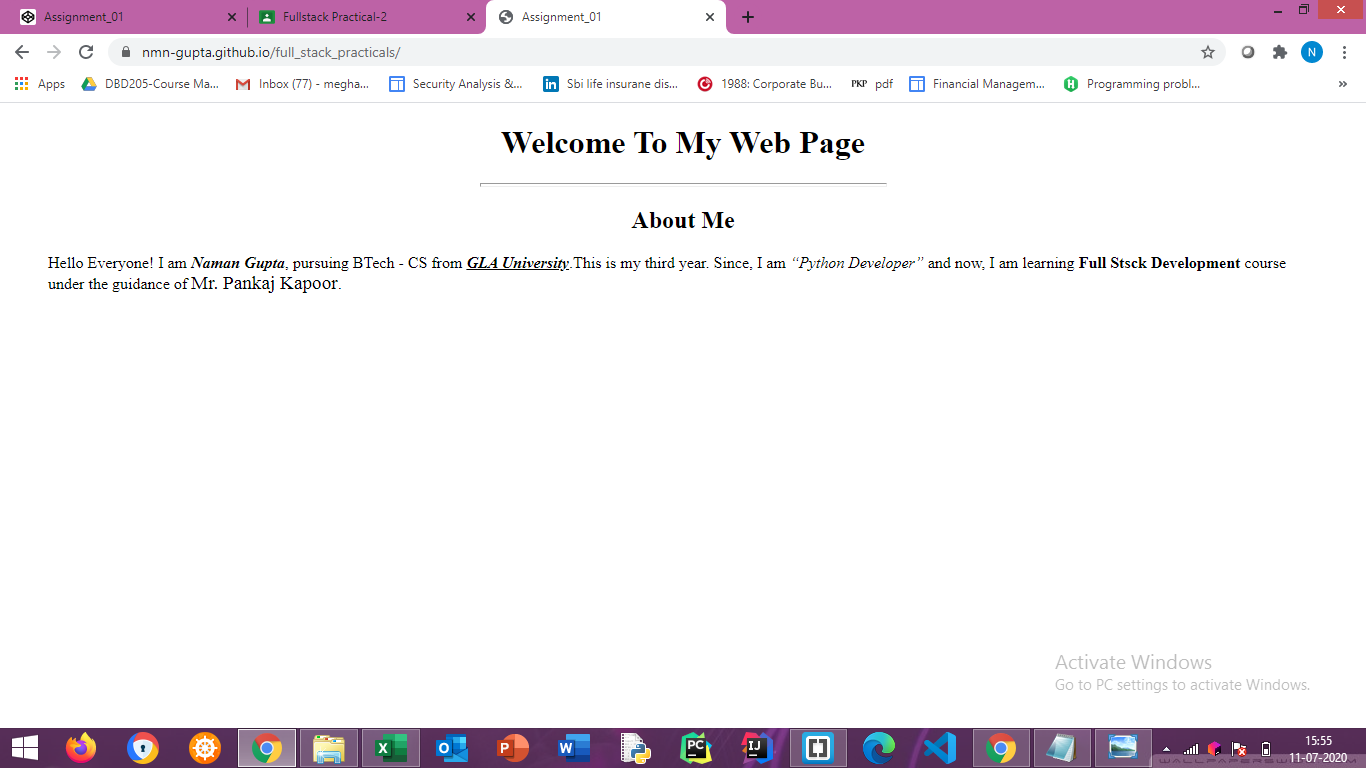 Assignment_01
Fullstack Practical-2
Assignment_01
nmn-gupta.github.io/full_stack_practicals/
N
Apps
DBD205-Course Ma...
Inbox (77) - megha...
Security Analysis &...
in
Sbi life insurane dis...
1988: Corporate Bu...
PKP
pdf
Financial Managem...
Programming probl...
Welcome To My Web Page
About Me
Hello Everyone! I am Naman Gupta, pursuing BTech - CS from GLA University.This is my third year. Since, I am “Python Developer” and now, I am learning Full Stsck Development course
under the guidance of Mr. Pankaj Kapoor.
Activate Windows
Go to PC settings to activate Windows.
PC
IJ
15:55
11-07-2020